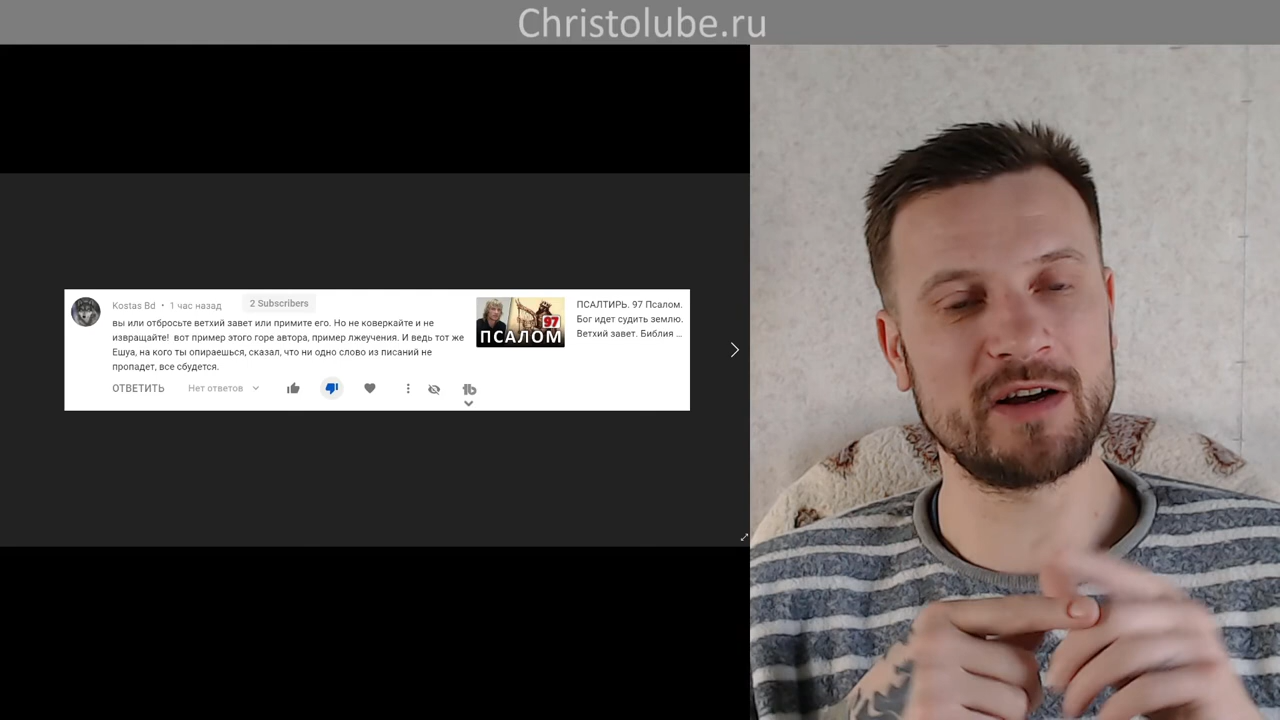 Christolube.ru
Kostas Bd • 1 час назад
2 Subscribers
вы или отбросьте ветхий завет или примите его. Но не коверкайте и не
извращайте!  вот пример этого горе автора, пример лжеучения. И ведь тот же
Ешуа, на кого ты опираешься, сказал, что ни одно слово из писаний не
пропадет, все сбудется.
ОТВЕТИТЬ
Нет ответов
97
ПСАЛОМ
ПСАЛТИРЬ. 97 Псалом.
Бог идет судить землю.
Ветхий завет. Библия ...